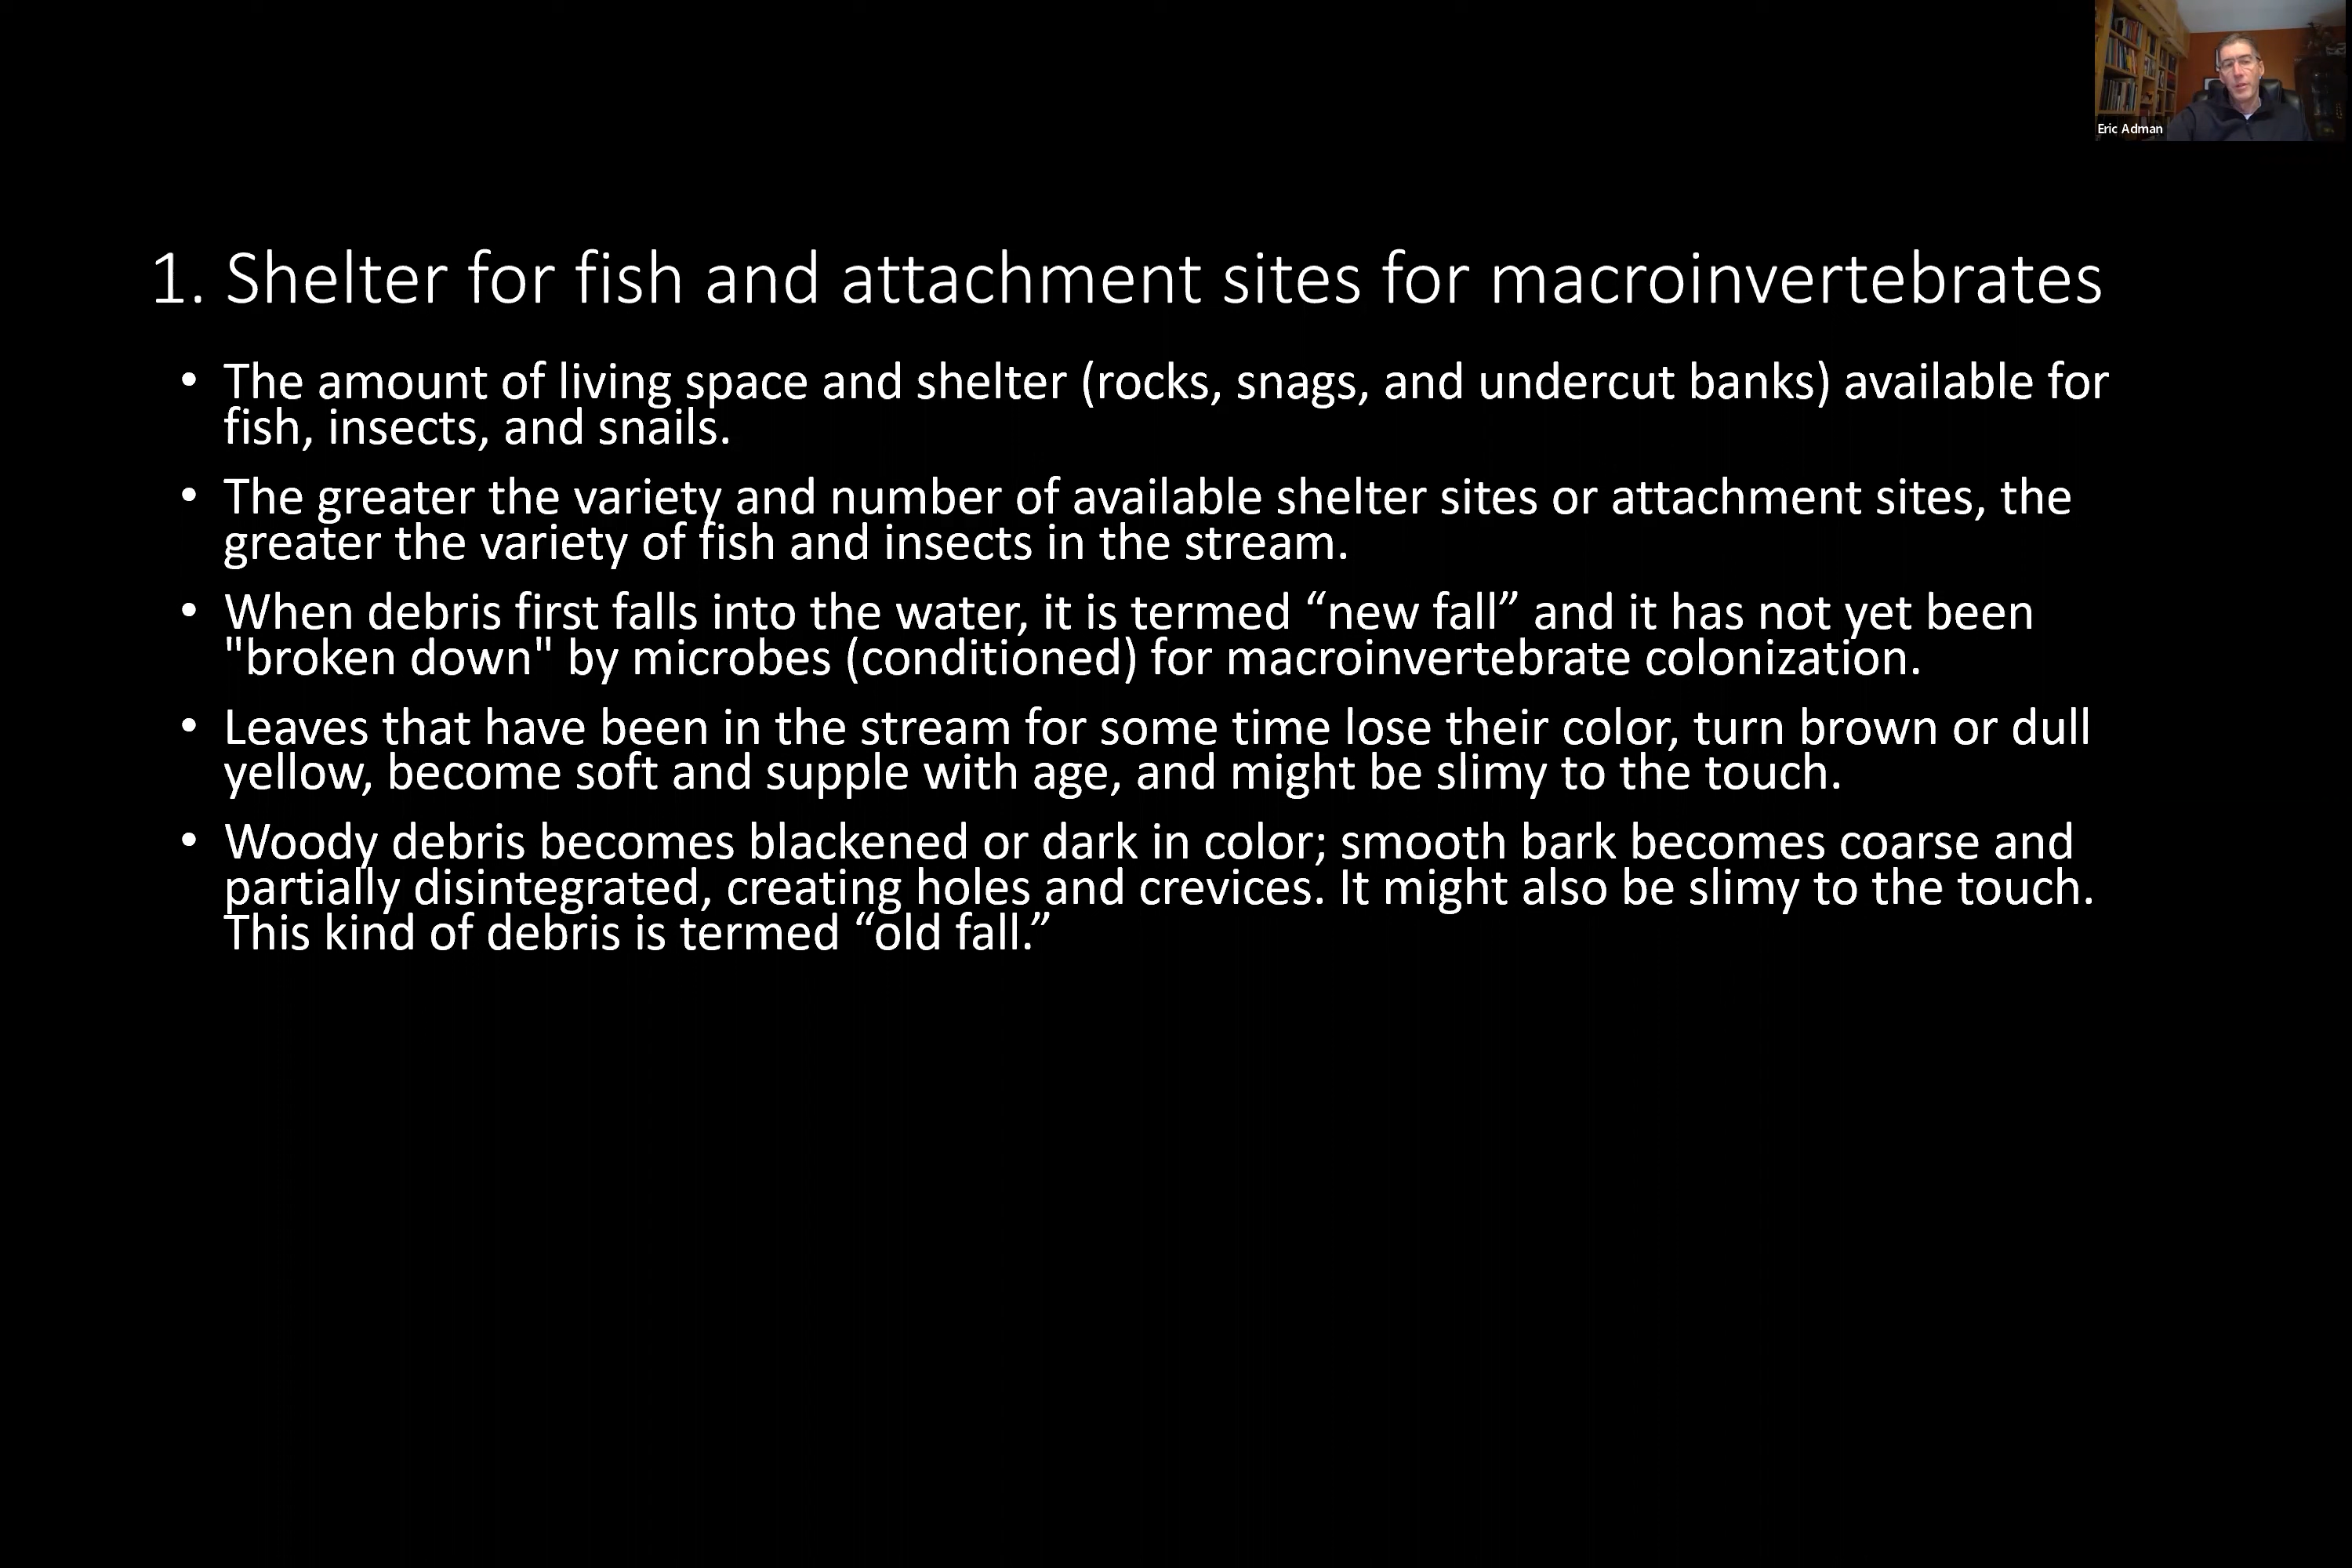 Eric Adman
1. Shelter for fish and attachment sites for macroinvertebrates
• The amount of living space and shelter (rocks, snags, and undercut banks) available for
fish, insects, and snails.
• The greater the variety and number of available shelter sites or attachment sites, the
greater the variety of fish and insects in the stream.
• When debris first falls into the water, it is termed “new fall” and it has not yet been
"broken down" by microbes (conditioned) for macroinvertebrate colonization.
• Leaves that have been in the stream for some time lose their color, turn brown or dull
yellow, become soft and supple with age, and might be slimy to the touch.
• Woody debris becomes blackened or dark in color; smooth bark becomes coarse and
partially disintegrated, creating holes and crevices. It might also be slimy to the touch.
This kind of debris is termed “old fall.”